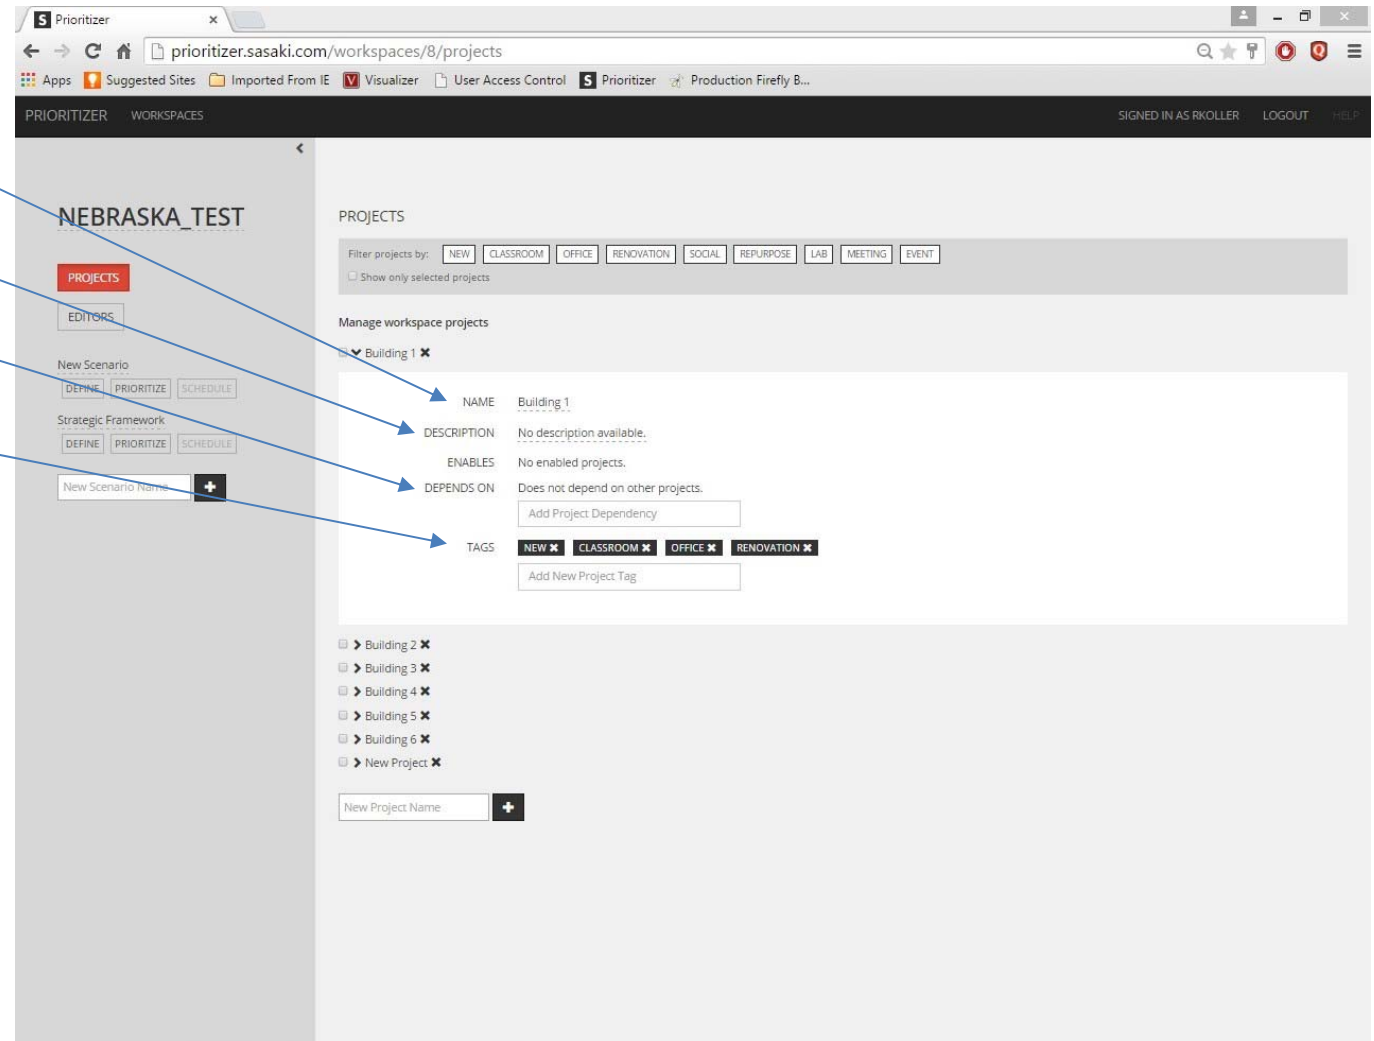 S Prioritizer
prioritizer.sasaki.com/workspaces/8/projects
Apps Suggested Sites Imported From IE V Visualizer User Access Control S Prioritizer Production Firefly B...
PRIORITIZER WORKSPACES SIGNED IN AS RKOLLER LOGOUT HELP
NEBRASKA_TEST
PROJECTS
EDITORS
New Scenario
DEFINE PRIORITIZE SCHEDULE
Strategic Framework
DEFINE PRIORITIZE SCHEDULE
New Scenario Name
PROJECTS
Filter projects by: NEW CLASSROOM OFFICE RENOVATION SOCIAL REPURPOSE LAB MEETING EVENT
Show only selected projects
Manage workspace projects
Building 1
NAME Building 1
DESCRIPTION No description available.
ENABLES No enabled projects.
DEPENDS ON Does not depend on other projects.
Add Project Dependency
TAGS NEW CLASSROOM OFFICE RENOVATION
Add New Project Tag
Building 2
Building 3
Building 4
Building 5
Building 6
New Project
New Project Name